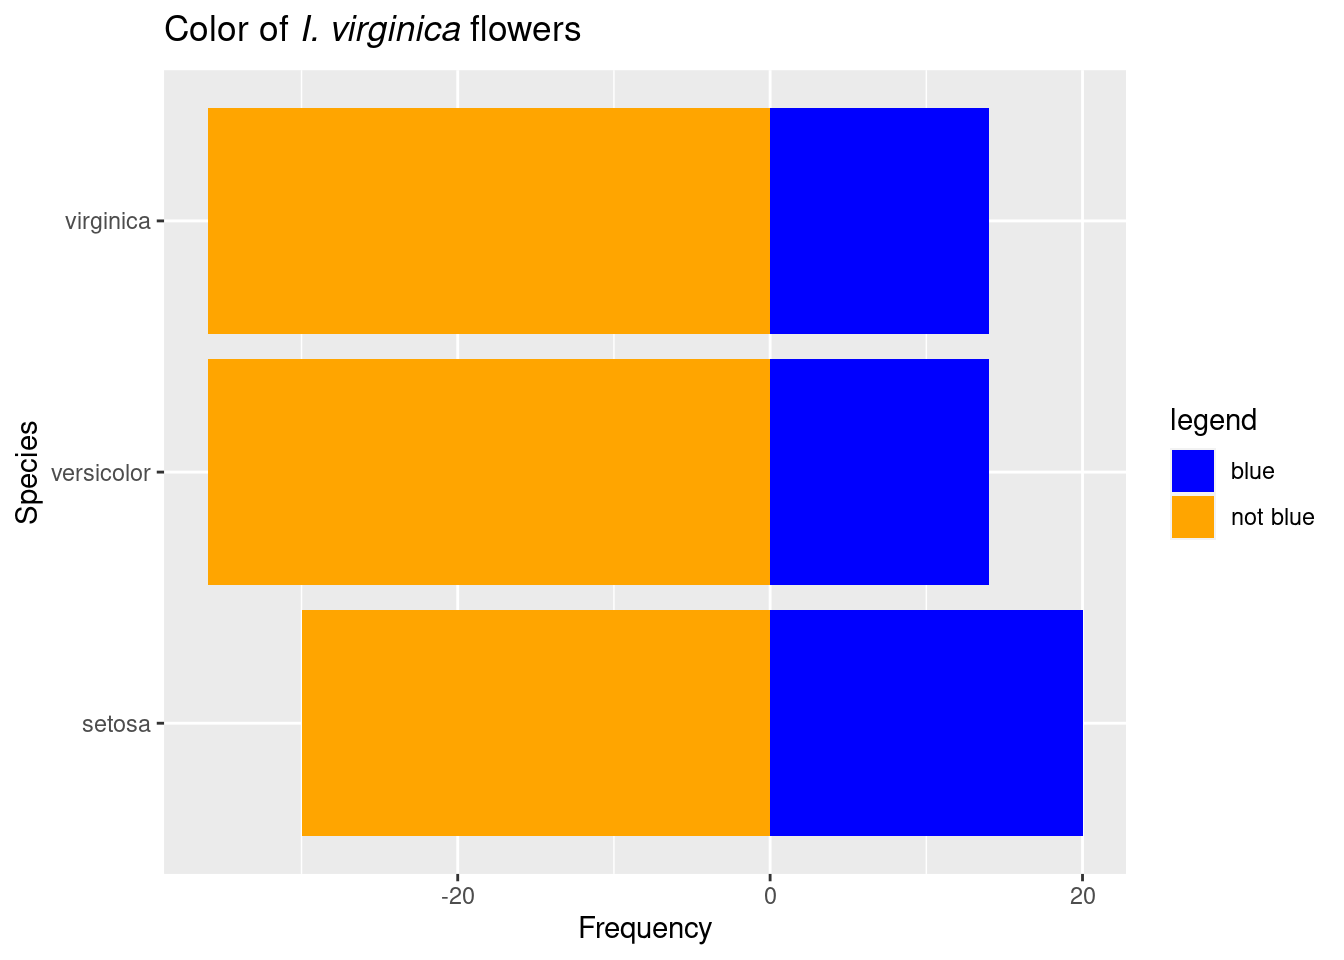 Color of I. virginica flowers
virginica
versicolor
setosa
Species
-20
0
20
Frequency
legend
blue
not blue